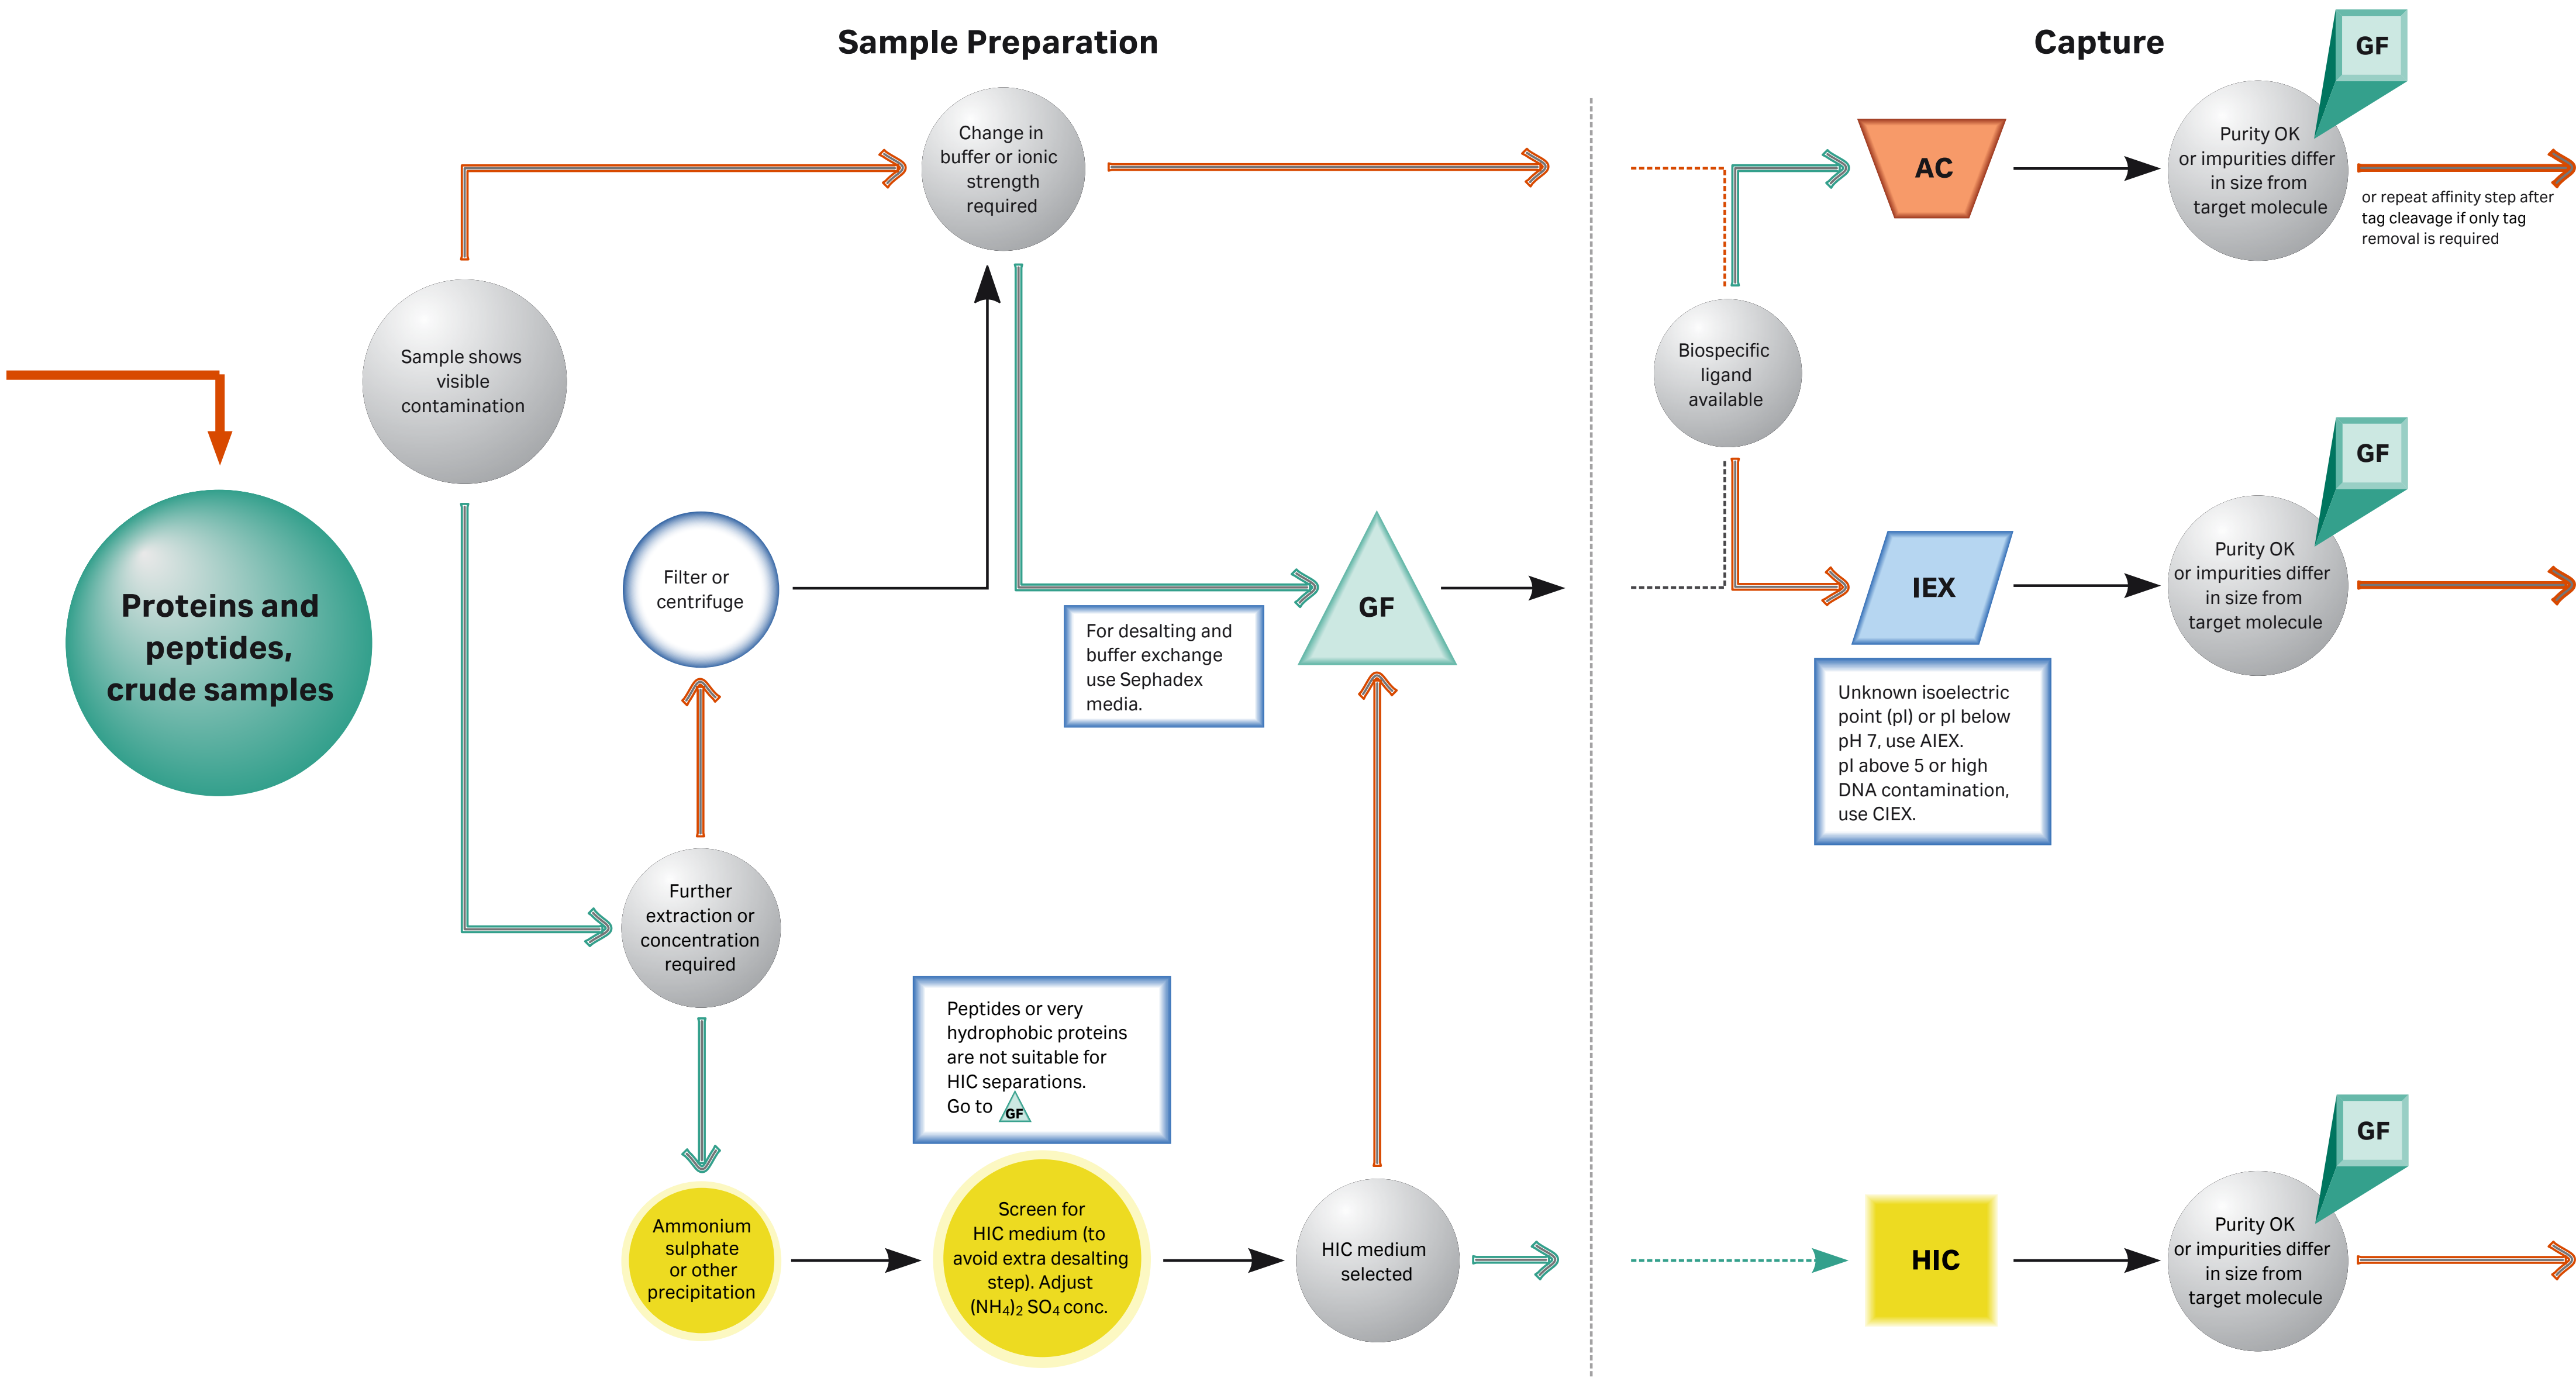 Sample Preparation
Capture
GF
Change in
buffer or ionic
strength
required
AC
Purity OK
or impurities differ
in size from
target molecule
or repeat affinity step after
tag cleavage if only tag
removal is required
Sample shows
visible
contamination
Biospecific
ligand
available
Proteins and
peptides,
crude samples
Filter or
centrifuge
For desalting and
buffer exchange
use Sephadex
media.
GF
IEX
GF
Purity OK
or impurities differ
in size from
target molecule
Unknown isoelectric
point (pI) or pI below
pH 7, use AIEX.
pI above 5 or high
DNA contamination,
use CIEX.
Further
extraction or
concentration
required
Peptides or very
hydrophobic proteins
are not suitable for
HIC separations.
Go to GF
Ammonium
sulphate
or other
precipitation
Screen for
HIC medium (to
avoid extra desalting
step). Adjust
(NH₄)₂ SO₄ conc.
HIC medium
selected
HIC
GF
Purity OK
or impurities differ
in size from
target molecule